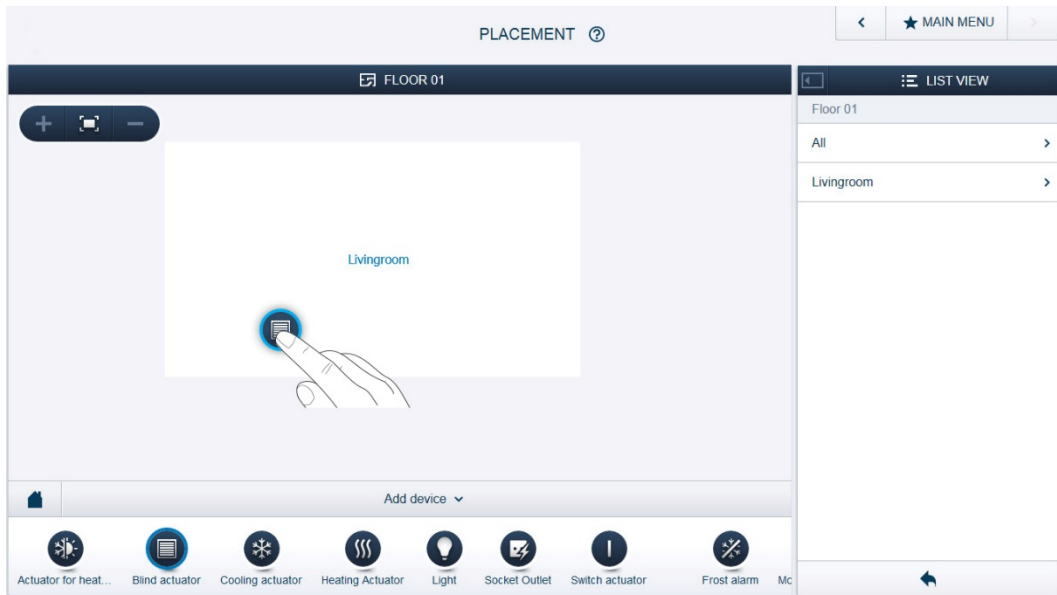 PLACEMENT ?
MAIN MENU
FLOOR 01
LIST VIEW
Floor 01
All
Livingroom
Livingroom
Add device
Actuator for heat...
Blind actuator
Cooling actuator
Heating Actuator
Light
Socket Outlet
Switch actuator
Frost alarm
Mc